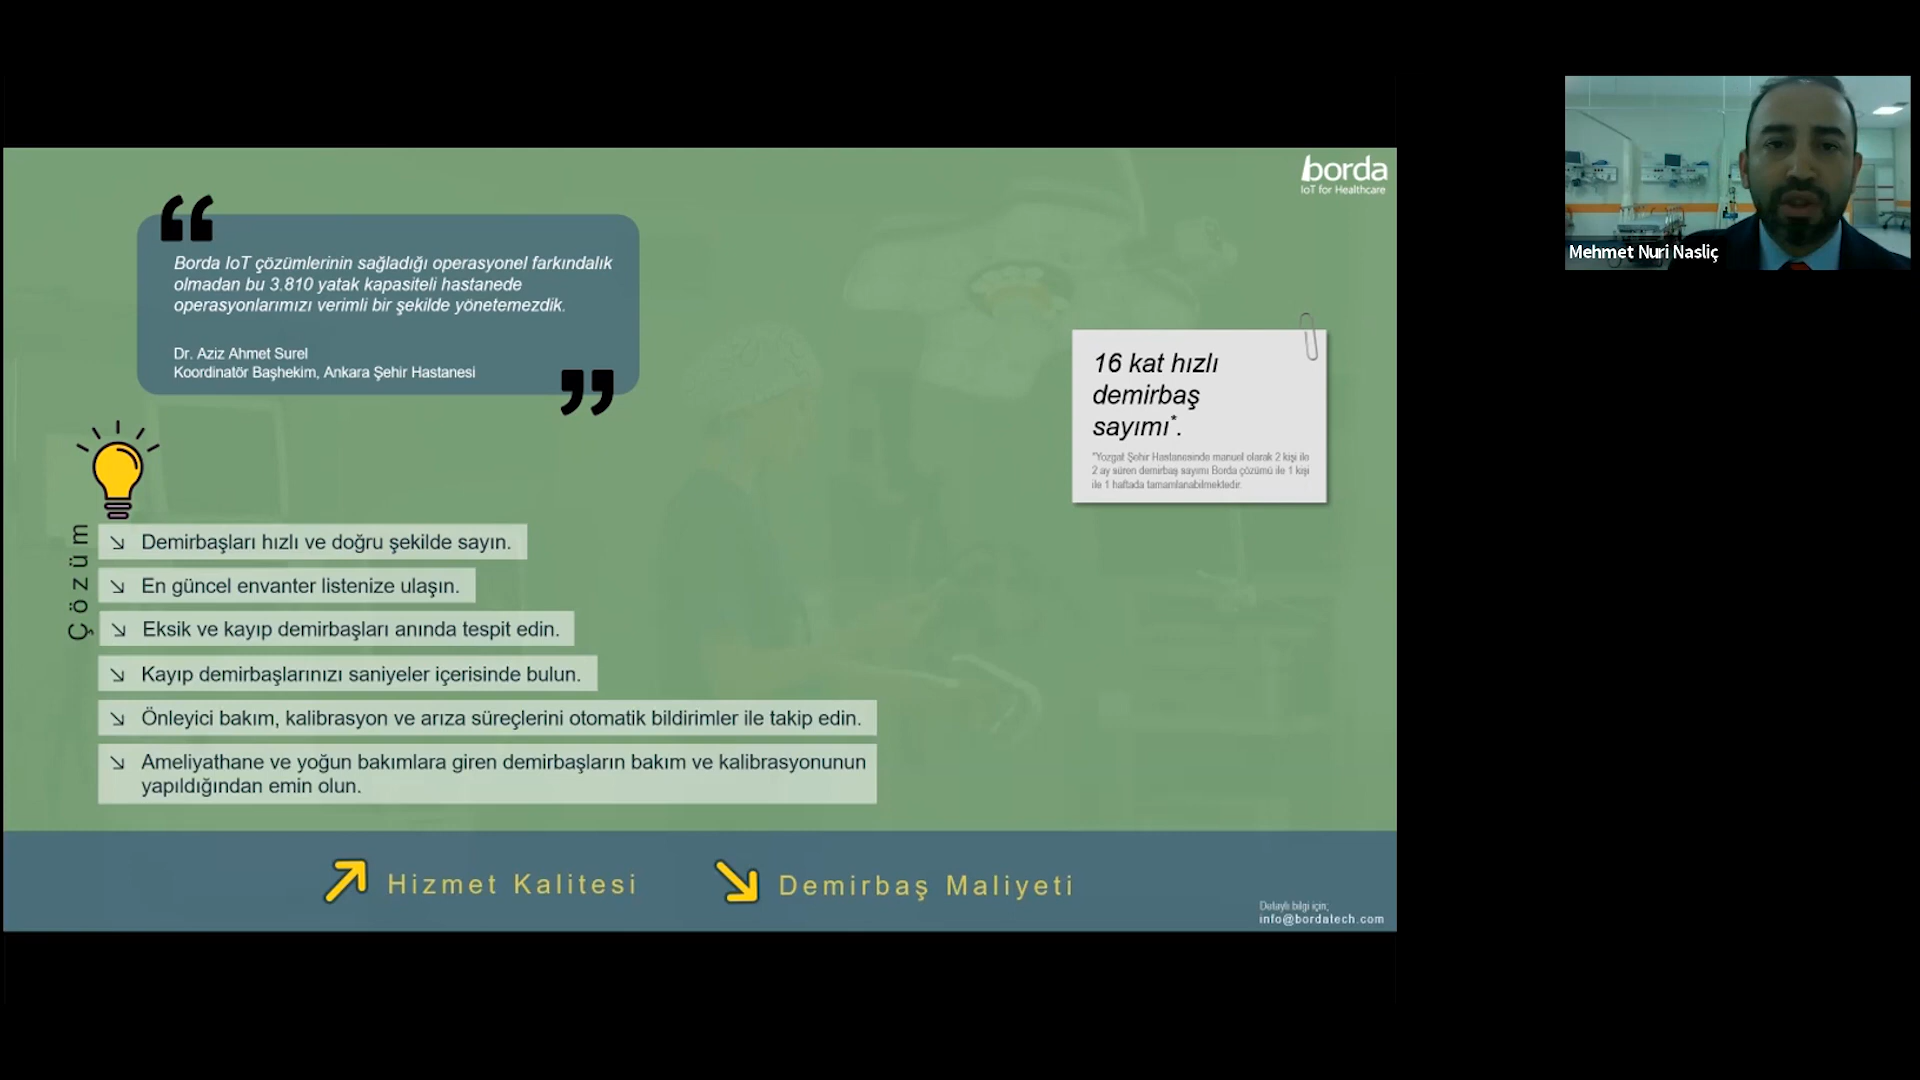 borda
IoT for Healthcare
Borda IoT çözümlerinin sağladığı operasyonel farkındalık
olmadan bu 3.810 yatak kapasiteli hastanede
operasyonlarımızı verimli bir şekilde yönetemezdik.
Dr. Aziz Ahmet Surel
Koordinatör Başhekim, Ankara Şehir Hastanesi
16 kat hızlı
demirbaş
sayımı*.
*Yozgat Şehir Hastanesinde manuel olarak 2 kişi ile
2 ay süren demirbaş sayımı Borda çözümü ile 1 kişi
ile 1 haftada tamamlanabilmektedir.
Çözüm
Demirbaşları hızlı ve doğru şekilde sayın.
En güncel envanter listenize ulaşın.
Eksik ve kayıp demirbaşları anında tespit edin.
Kayıp demirbaşlarınızı saniyeler içerisinde bulun.
Önleyici bakım, kalibrasyon ve arıza süreçlerini otomatik bildirimler ile takip edin.
Ameliyathane ve yoğun bakımlara giren demirbaşların bakım ve kalibrasyonunun
yapıldığından emin olun.
Hizmet Kalitesi
Demirbaş Maliyeti
Detaylı bilgi için;
info@bordatech.com
Mehmet Nuri Nasliç